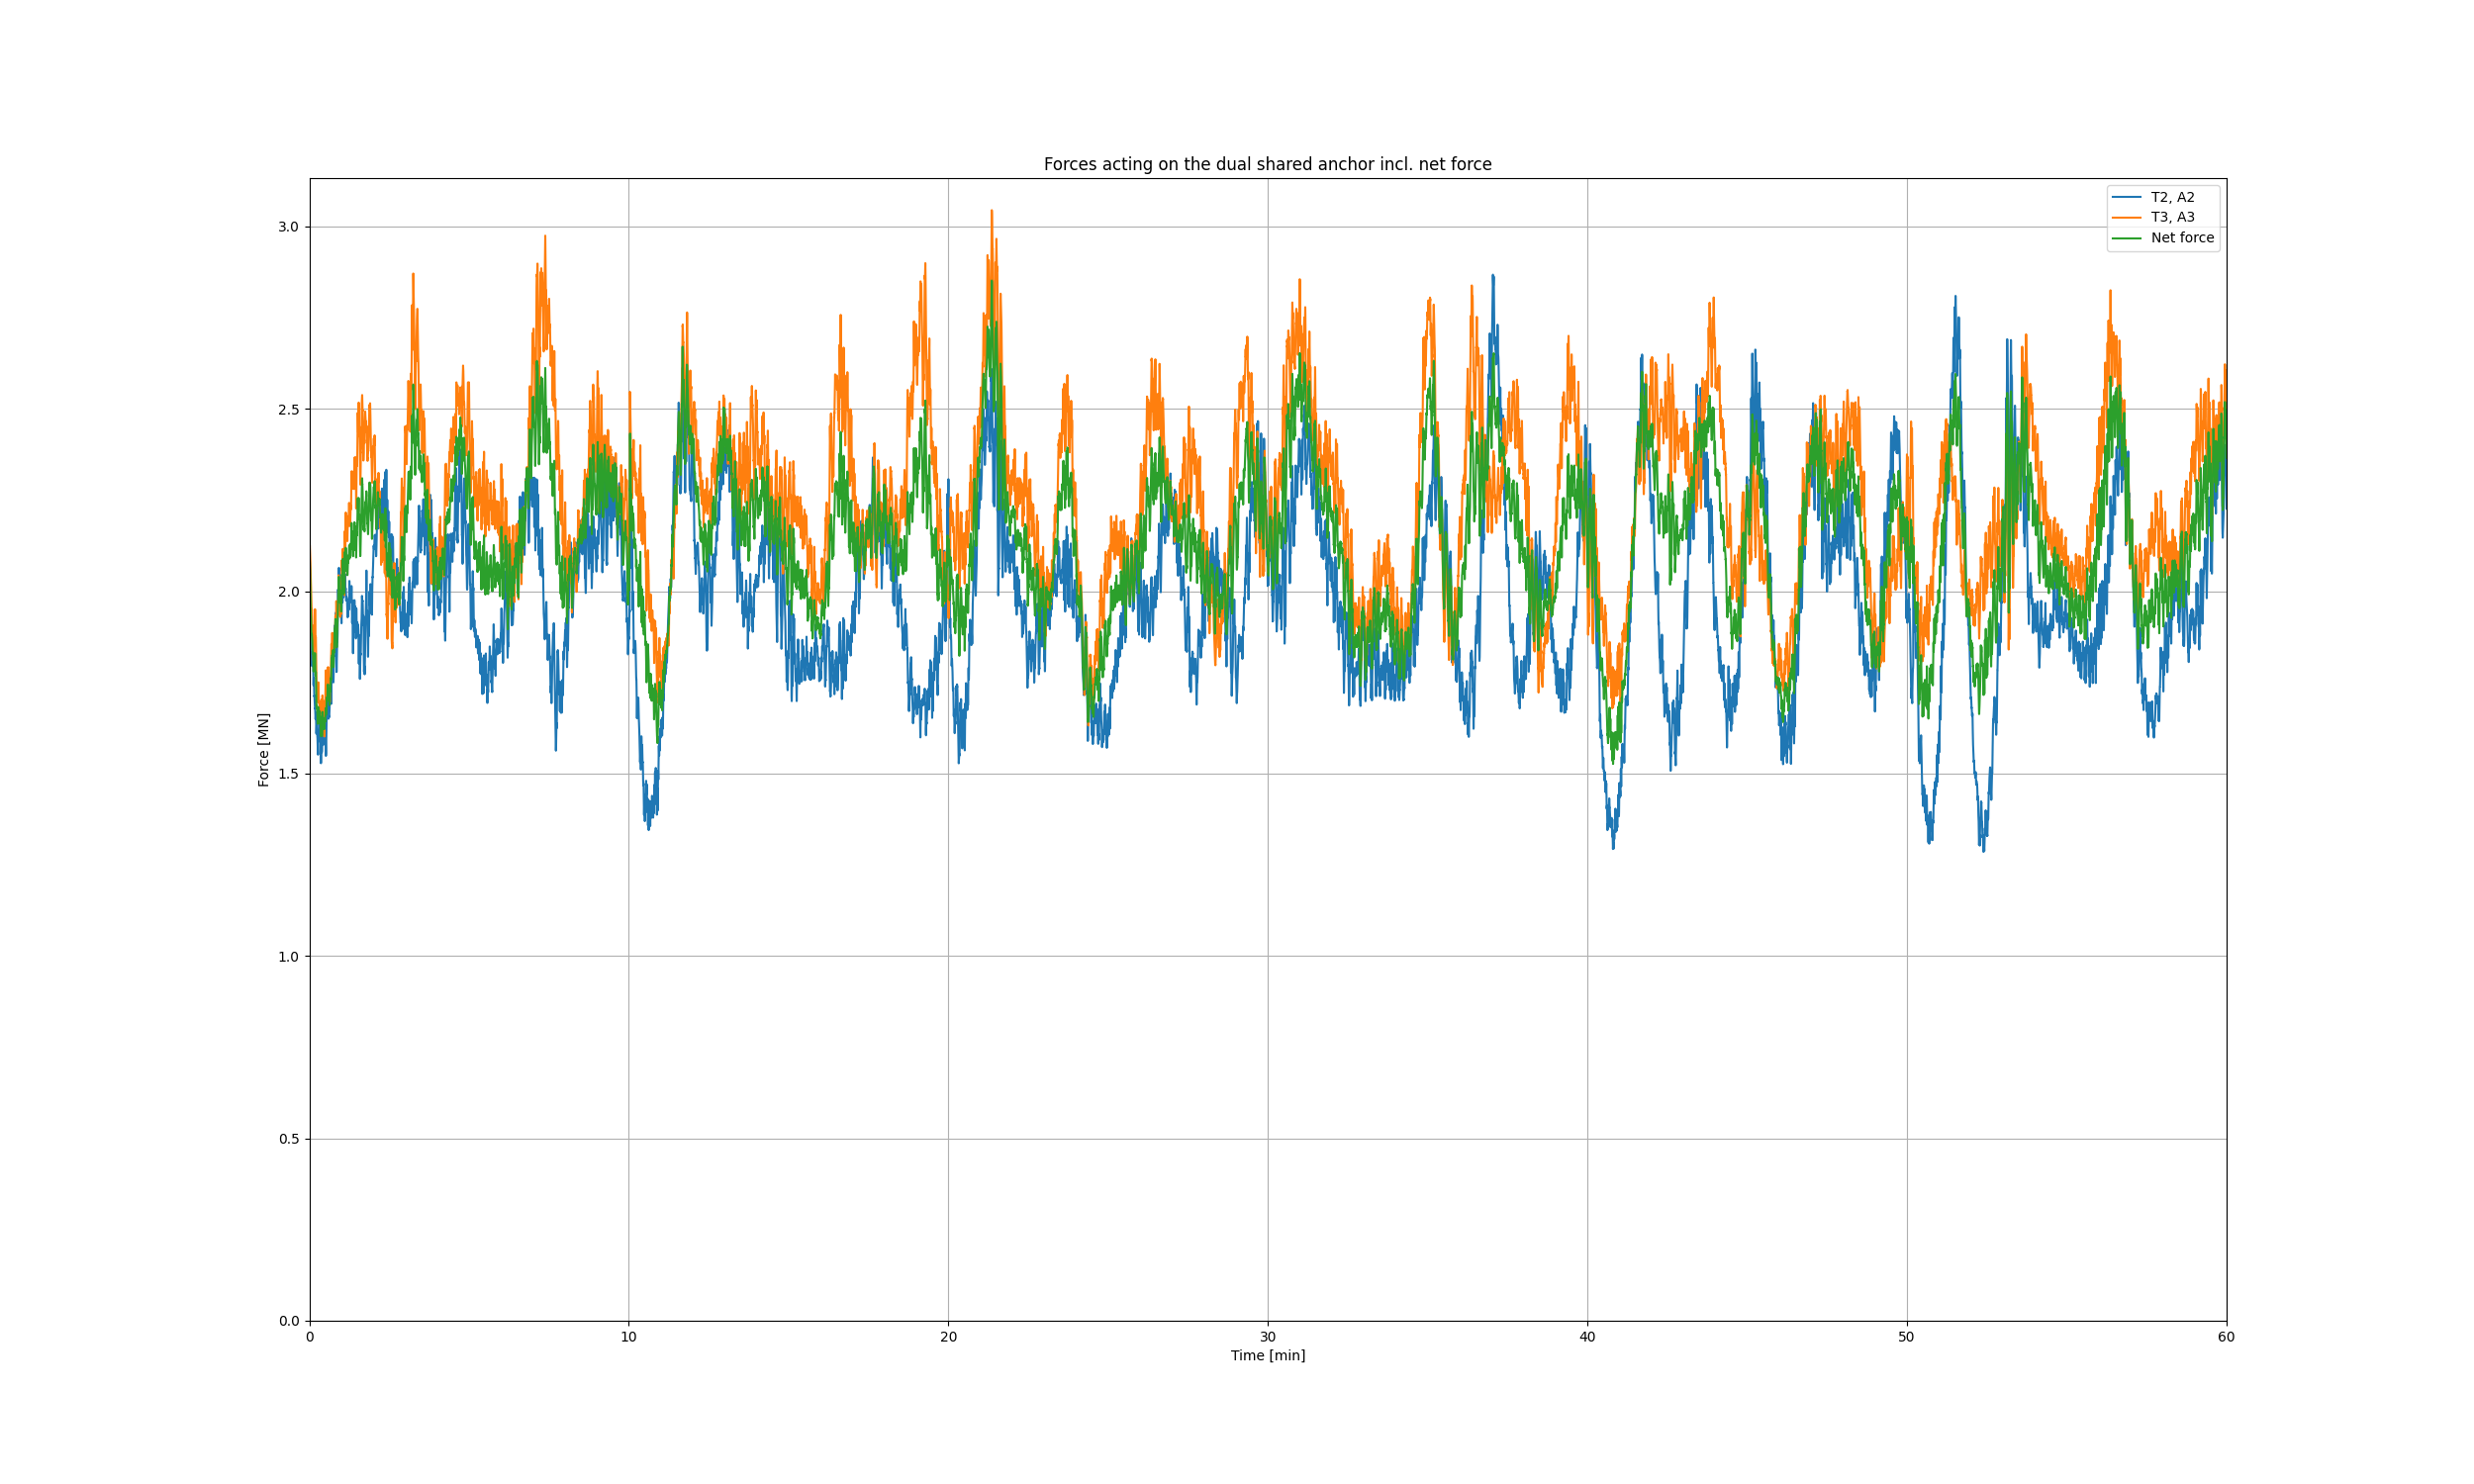 Forces acting on the dual shared anchor incl. net force
T2, A2
T3, A3
Net force
Force [MN]
3.0
2.5
2.0
1.5
1.0
0.5
0.0
0 10 20 30 40 50 60
Time [min]